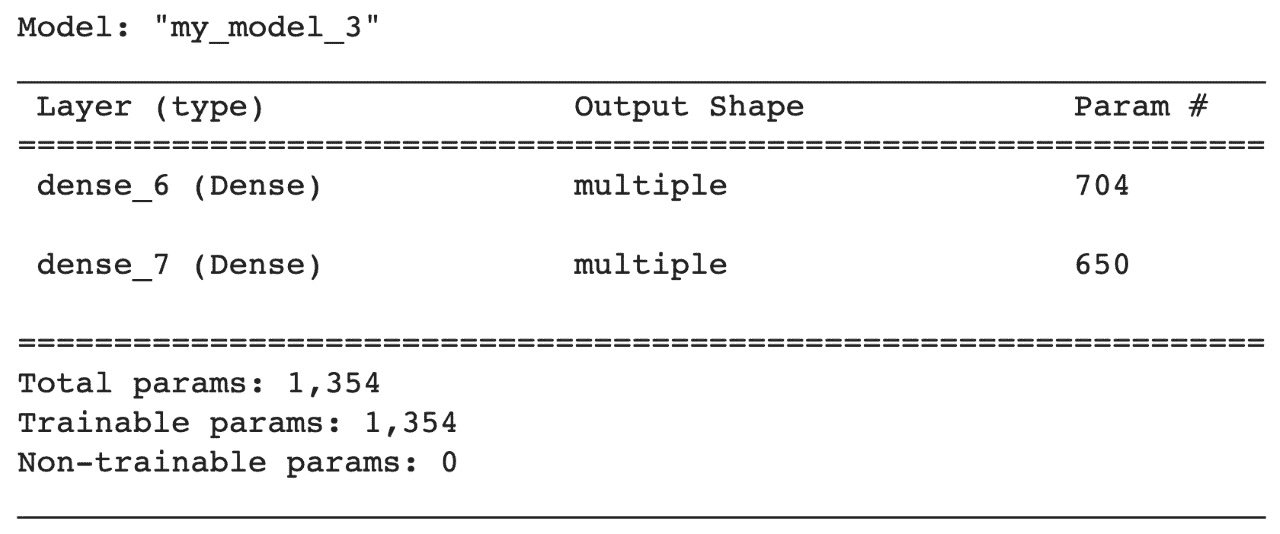 Model: "my_model_3"
Layer (type) Output Shape Param #
=================================================================
dense_6 (Dense) multiple 704
dense_7 (Dense) multiple 650
=================================================================
Total params: 1,354
Trainable params: 1,354
Non-trainable params: 0